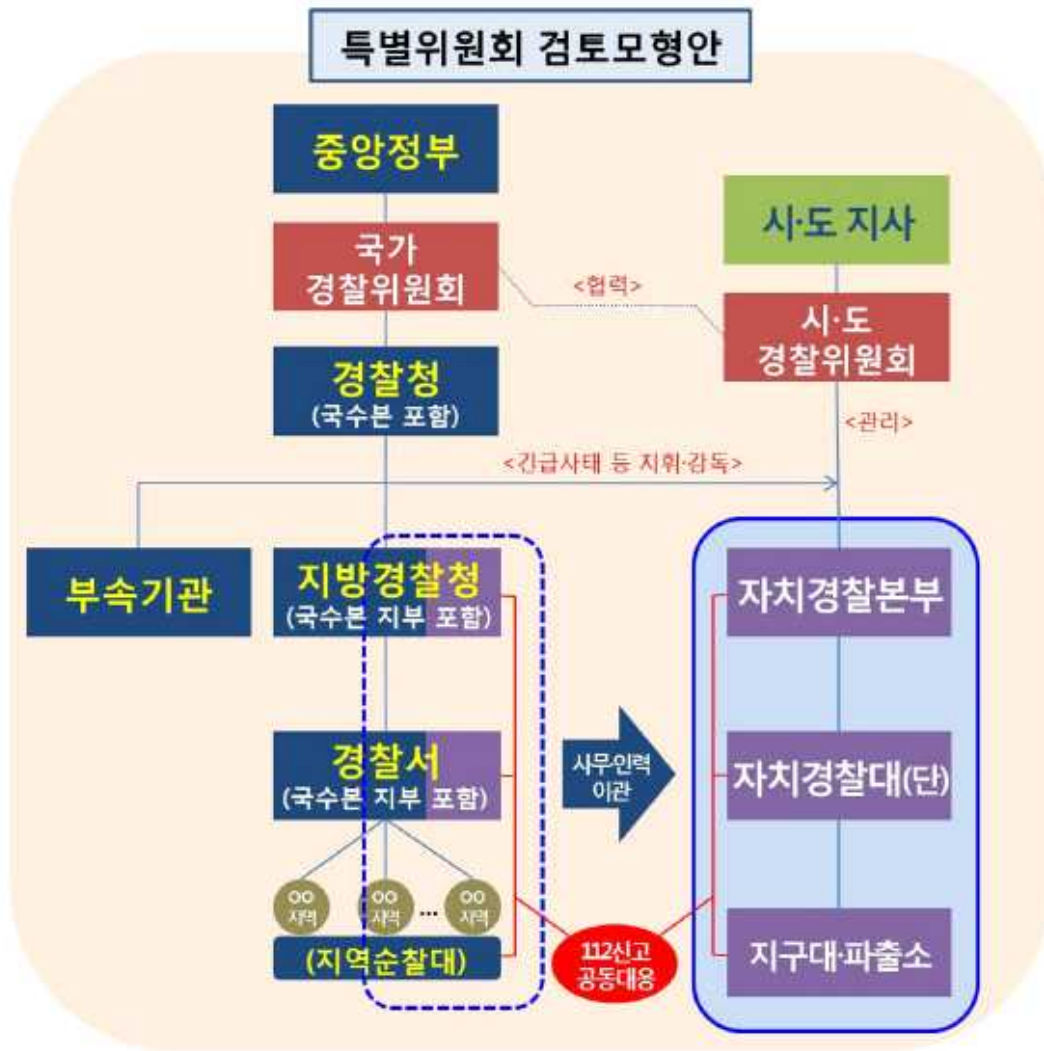 특별위원회 검토모형안
중앙정부
시·도 지사
국가
경찰위원회
<협력>
시·도
경찰위원회
경찰청
(국수본 포함)
<관리>
<긴급사태 등 지휘·감독>
부속기관
지방경찰청
(국수본 지부 포함)
자치경찰본부
경찰서
(국수본 지부 포함)
사무·인력
이관
자치경찰대(단)
OO
지역
OO
지역
...
OO
지역
(지역순찰대)
112신고
공동대응
지구대·파출소